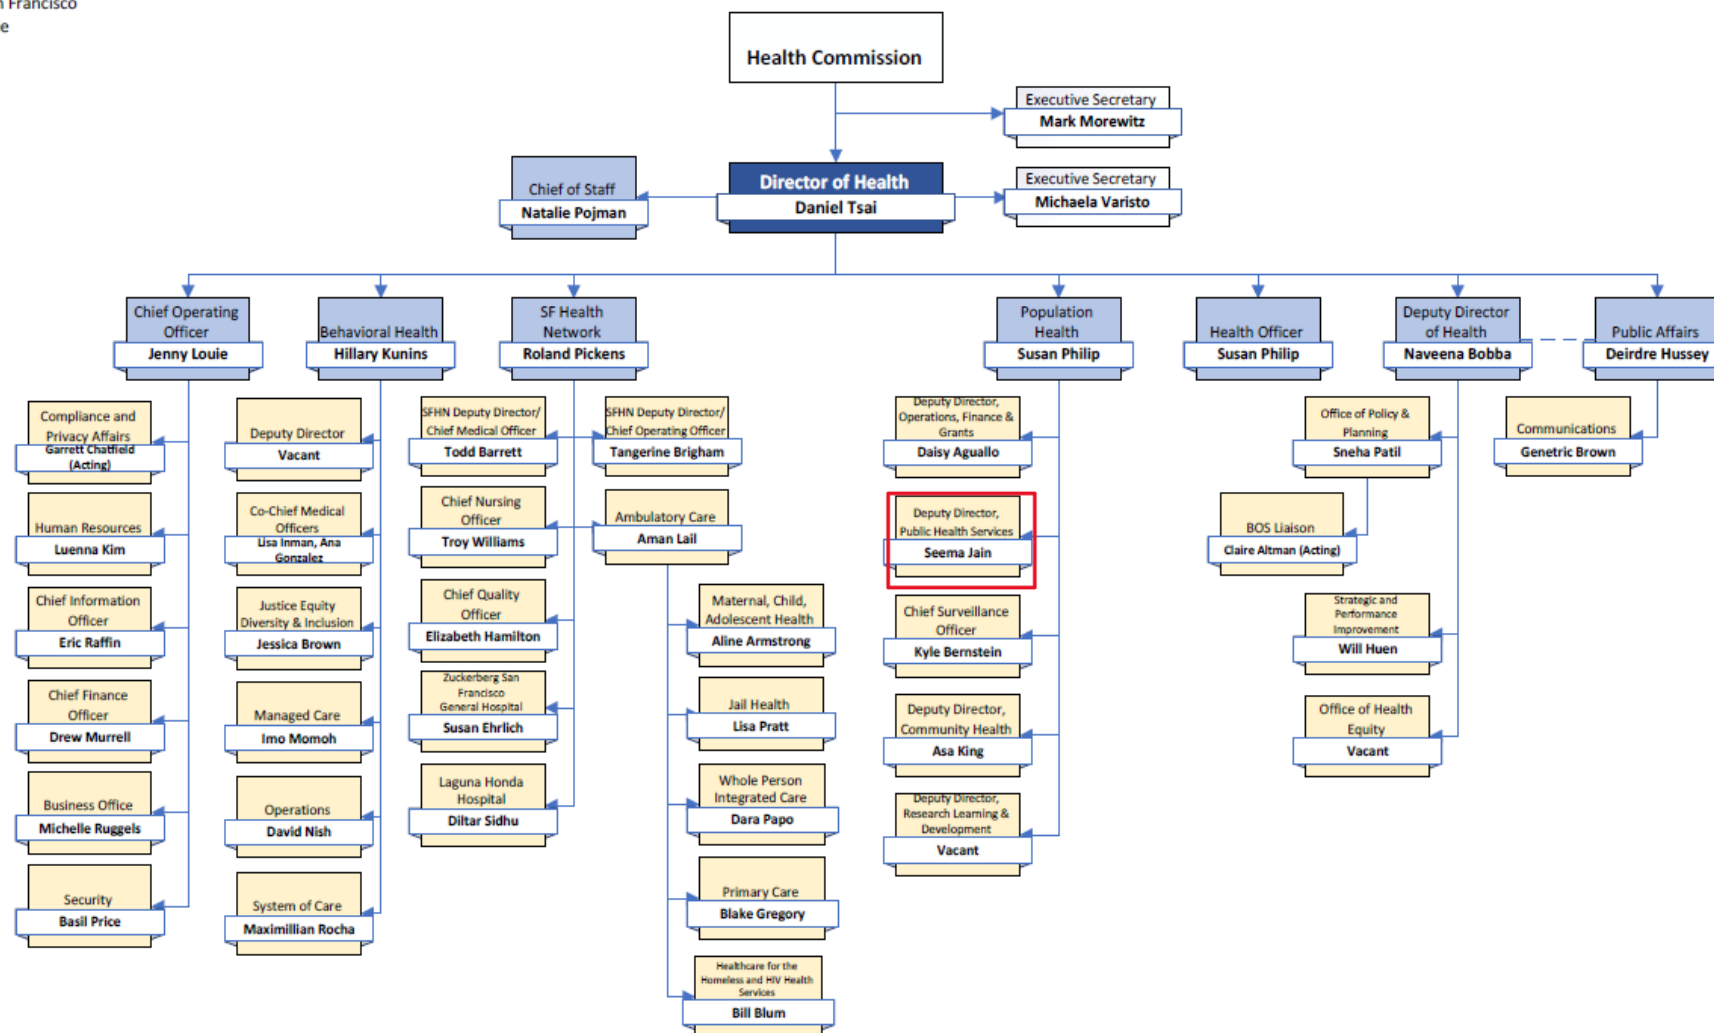 Francisco
Health Commission
Executive Secretary
Mark Morewitz
Chief of Staff
Natalie Pojman
Director of Health
Daniel Tsai
Executive Secretary
Michaela Varisto
Chief Operating
Officer
Jenny Louie
Behavioral Health
Hillary Kunins
SF Health
Network
Roland Pickens
Population
Health
Susan Philip
Health Officer
Susan Philip
Deputy Director
of Health
Naveena Bobba
Public Affairs
Deirdre Hussey
Compliance and
Privacy Affairs
Garrett Chatfield
(Acting)
Human Resources
Luenna Kim
Chief Information
Officer
Eric Raffin
Chief Finance
Officer
Drew Murrell
Business Office
Michelle Ruggels
Security
Basil Price
Deputy Director
Vacant
Co-Chief Medical
Officers
Lisa Inman, Ana
Gonzalez
Justice Equity
Diversity & Inclusion
Jessica Brown
Managed Care
Imo Momoh
Operations
David Nish
System of Care
Maximillian Rocha
SFHN Deputy Director/
Chief Medical Officer
Todd Barrett
Chief Nursing
Officer
Troy Williams
Chief Quality
Officer
Elizabeth Hamilton
Zuckerberg San
Francisco
General Hospital
Susan Ehrlich
Laguna Honda
Hospital
Diltar Sidhu
SFHN Deputy Director/
Chief Operating Officer
Tangerine Brigham
Ambulatory Care
Aman Lail
Maternal, Child,
Adolescent Health
Aline Armstrong
Jail Health
Lisa Pratt
Whole Person
Integrated Care
Dara Papo
Primary Care
Blake Gregory
Healthcare for the
Homeless and HIV Health
Services
Bill Blum
Deputy Director,
Operations, Finance &
Grants
Daisy Aguallo
Deputy Director,
Public Health Services
Seema Jain
Chief Surveillance
Officer
Kyle Bernstein
Deputy Director,
Community Health
Asa King
Deputy Director,
Research Learning &
Development
Vacant
Office of Policy &
Planning
Sneha Patil
BOS Liaison
Claire Altman (Acting)
Strategic and
Performance
Improvement
Will Huen
Office of Health
Equity
Vacant
Communications
Genetric Brown